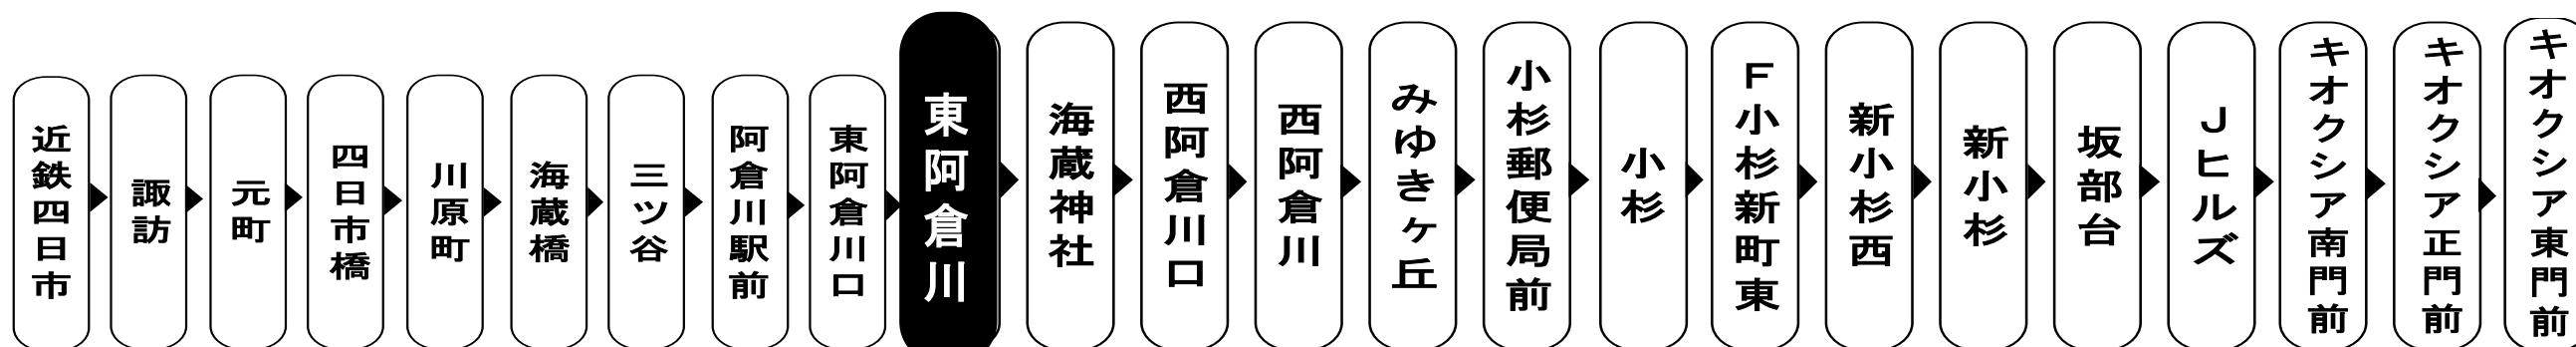 近鉄四日市
諏訪
元町
四日市橋
川原町
海蔵橋
三ツ谷
阿倉川駅前
東阿倉川口
東阿倉川
海蔵神社
西阿倉川口
西阿倉川
みゆきヶ丘
小杉郵便局前
小杉
F小杉新町東
新小杉西
新小杉
坂部台
Jヒルズ
キオクシア南門前
キオクシア正門前
キオクシア東門前